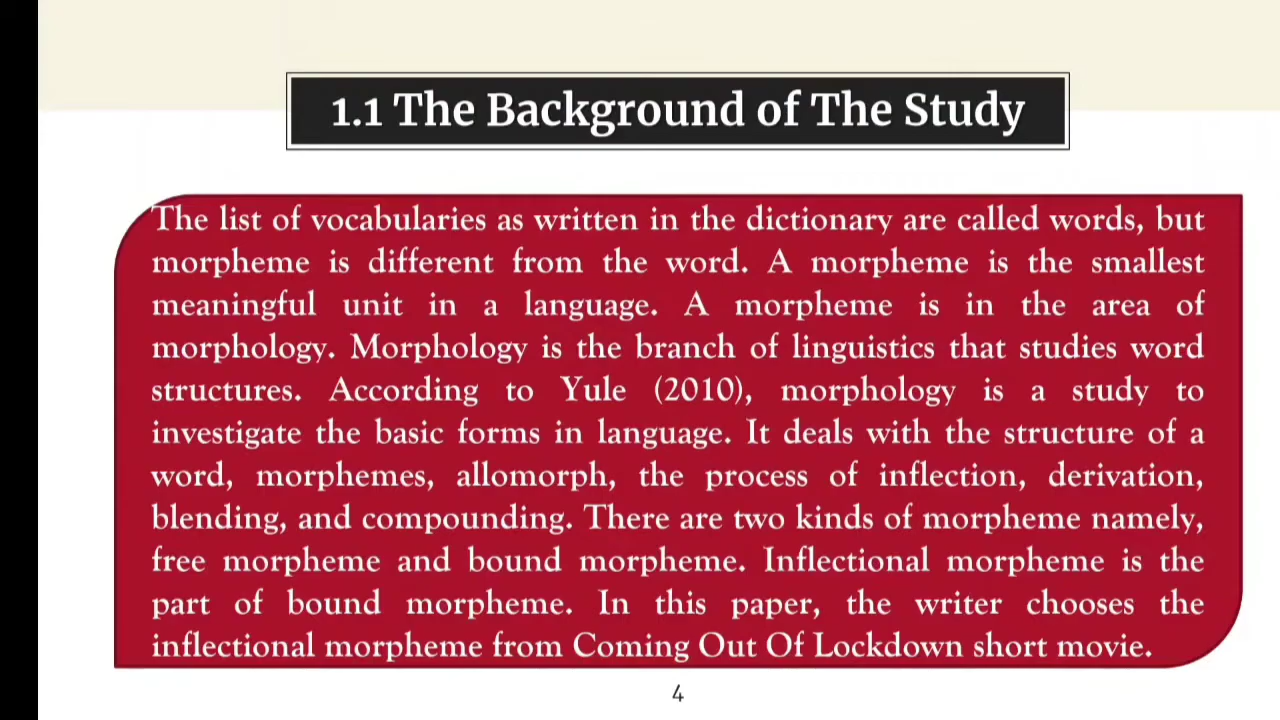 1.1 The Background of The Study
The list of vocabularies as written in the dictionary are called words, but
morpheme is different from the word. A morpheme is the smallest
meaningful unit in a language. A morpheme is in the area of
morphology. Morphology is the branch of linguistics that studies word
structures. According to Yule (2010), morphology is a study to
investigate the basic forms in language. It deals with the structure of a
word, morphemes, allomorph, the process of inflection, derivation,
blending, and compounding. There are two kinds of morpheme namely,
free morpheme and bound morpheme. Inflectional morpheme is the
part of bound morpheme. In this paper, the writer chooses the
inflectional morpheme from Coming Out Of Lockdown short movie.
4